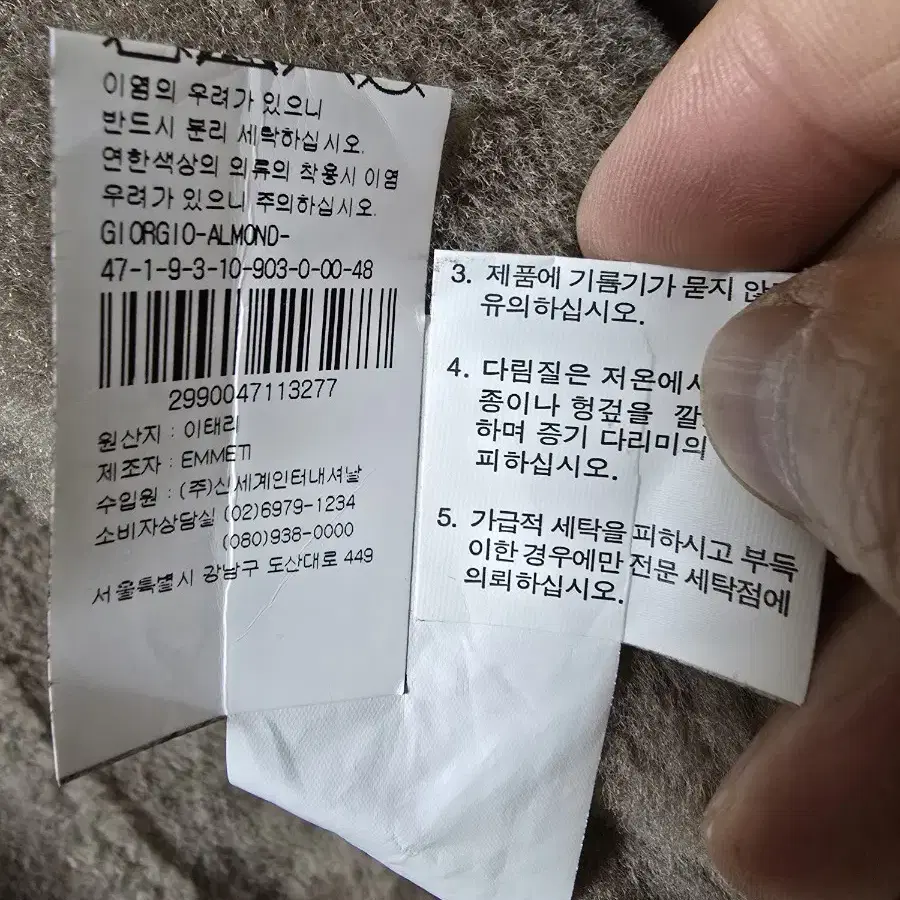 이염의 우려가 있으니
반드시 분리 세탁하십시오.
연한색상의 의류의 착용시 이염
우려가 있으니 주의하십시오.
GIORGIO-ALMOND-
47-1-9-3-10-903-0-00-48
2990047113277
원산지 : 이태리
제조자 : EMMETI
수입원 : (주)신세계인터내셔날
소비자상담실 (02)6979-1234
(080)938-0000
서울특별시 강남구 도산대로 449
3. 제품에 기름기가 묻지
유의하십시오.
4. 다림질은 저온에서
종이나 헝겊을
하며 증기 다리미의
피하십시오.
5. 가급적 세탁을 피하시고 부득
이한 경우에만 전문 세탁점에
의뢰하십시오.